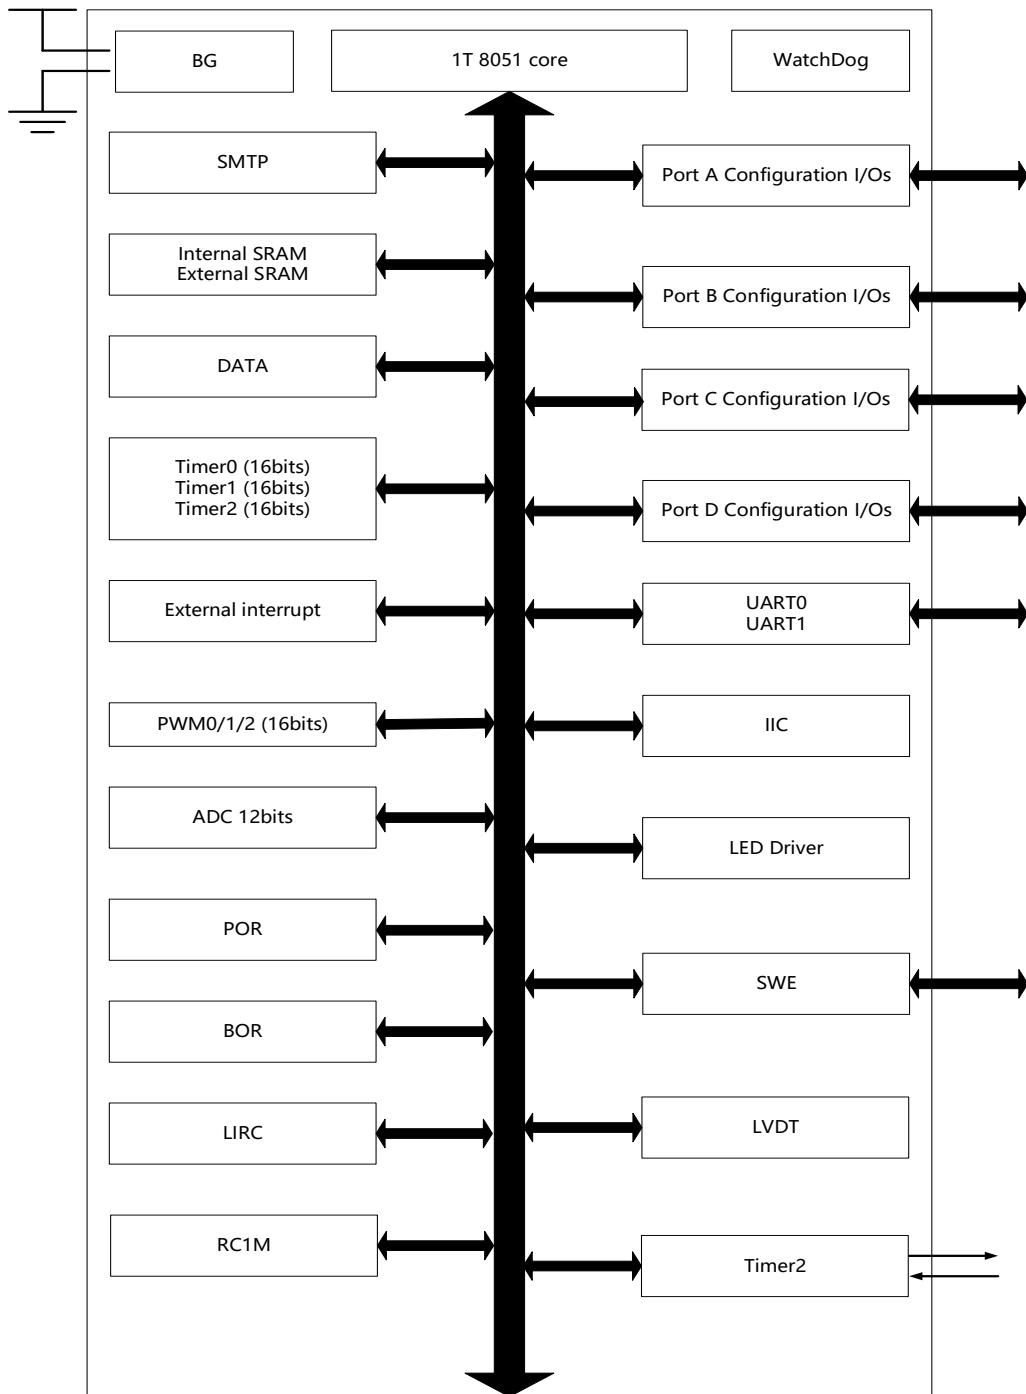 BG
1T 8051 core
WatchDog
SMTP
Internal SRAM
External SRAM
DATA
Timer0 (16bits)
Timer1 (16bits)
Timer2 (16bits)
External interrupt
PWM0/1/2 (16bits)
ADC 12bits
POR
BOR
LIRC
RC1M
Port A Configuration I/Os
Port B Configuration I/Os
Port C Configuration I/Os
Port D Configuration I/Os
UART0
UART1
IIC
LED Driver
SWE
LVDT
Timer2